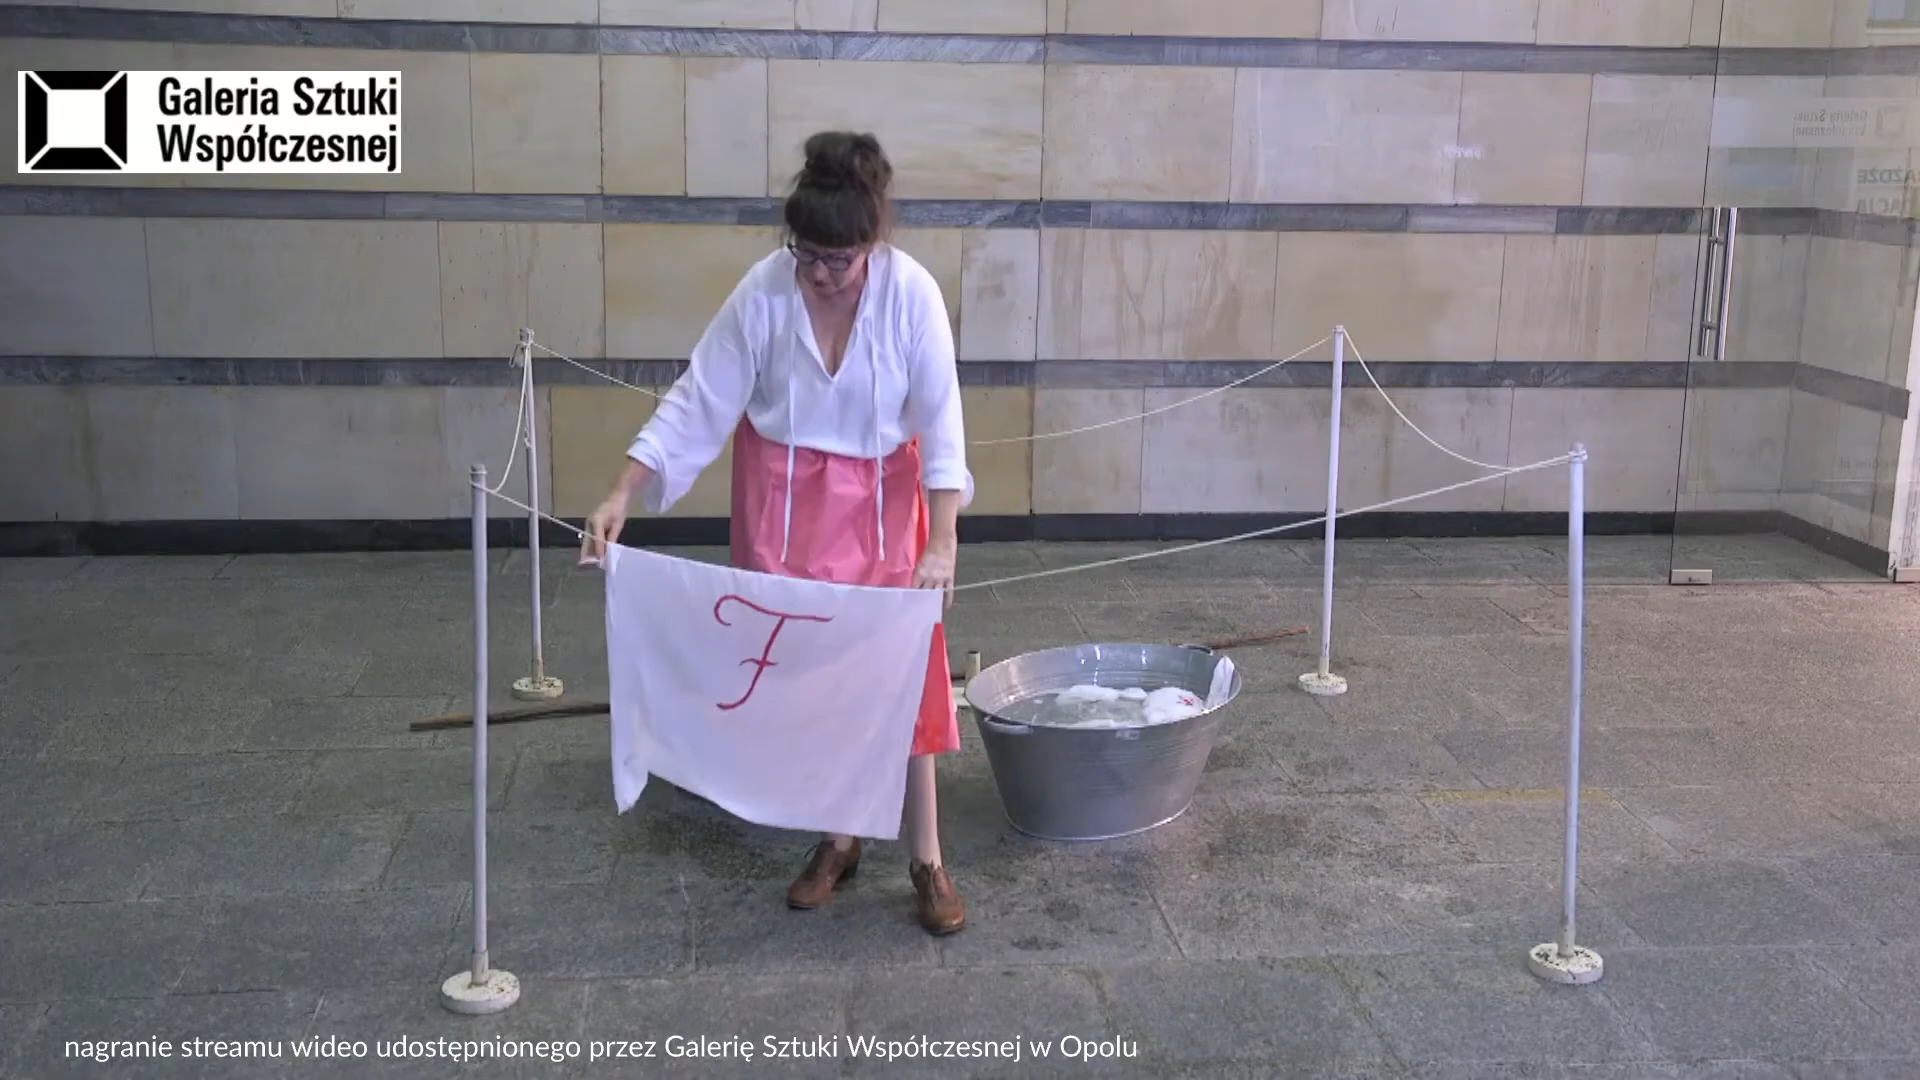 Galeria Sztuki
Współczesnej
F
nagranie streamu wideo udostępnionego przez Galerię Sztuki Współczesnej w Opolu